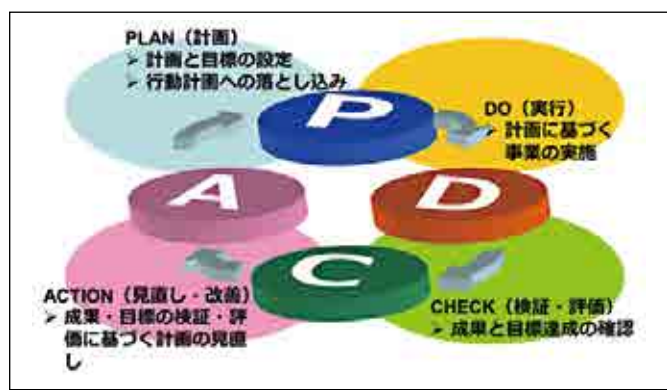 PLAN（計画）
➢ 計画と目標の設定
➢ 行動計画への落とし込み
P
DO（実行）
➢ 計画に基づく
事業の実施
A
D
C
ACTION（見直し・改善）
➢ 成果・目標の検証・評
価に基づく計画の見直
し
CHECK（検証・評価）
➢ 成果と目標達成の確認